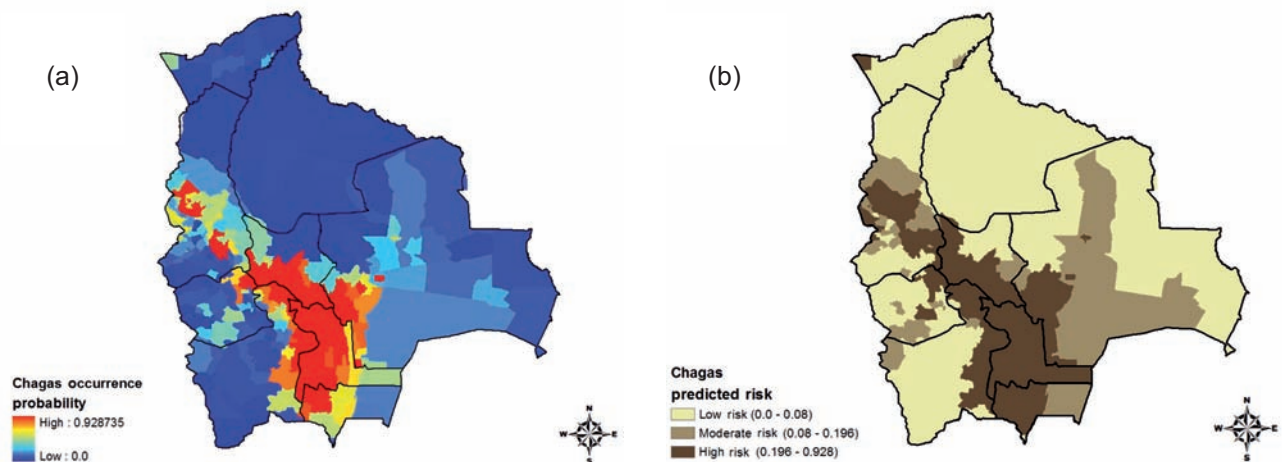 (a)
Chagas occurrence
probability
High : 0.928735
Low : 0.0
N
W E
S
(b)
Chagas
predicted risk
Low risk (0.0 - 0.08)
Moderate risk (0.08 - 0.196)
High risk (0.196 - 0.928)
N
W E
S